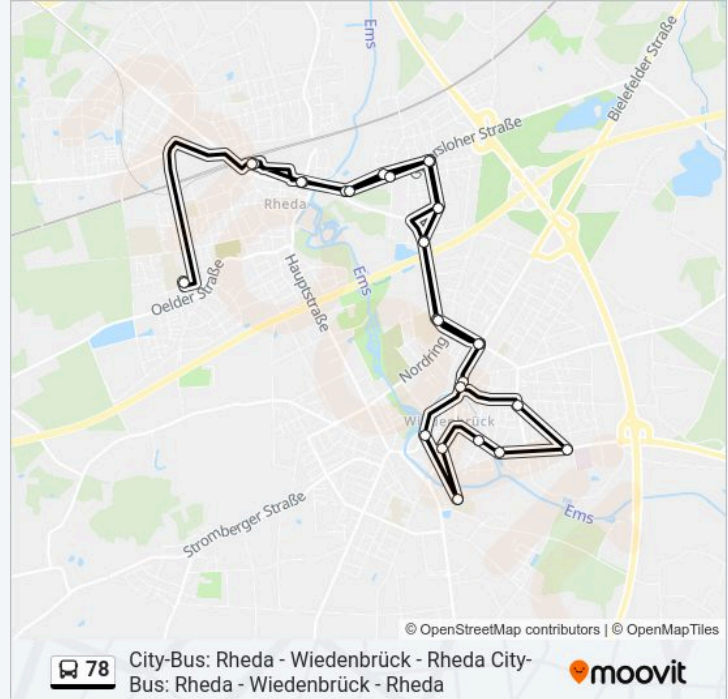 Ems
Bielefelder Straße
rsloher Straße
Rheda
Oelder Straße
Hauptstraße
Ems
Nordring
Wiedenbrück
Stromberger Straße
Ems
© OpenStreetMap contributors | © OpenMapTiles
78
City-Bus: Rheda - Wiedenbrück - Rheda City-
Bus: Rheda - Wiedenbrück - Rheda
moovit